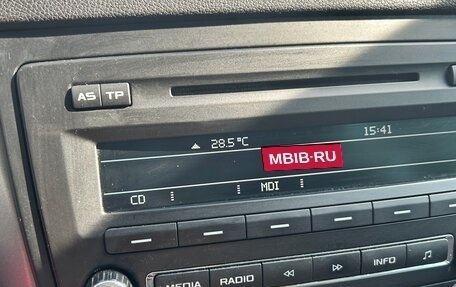 AS TP
28.5°C 15:41
MBIB-RU
CD MDI
MEDIA RADIO INFO